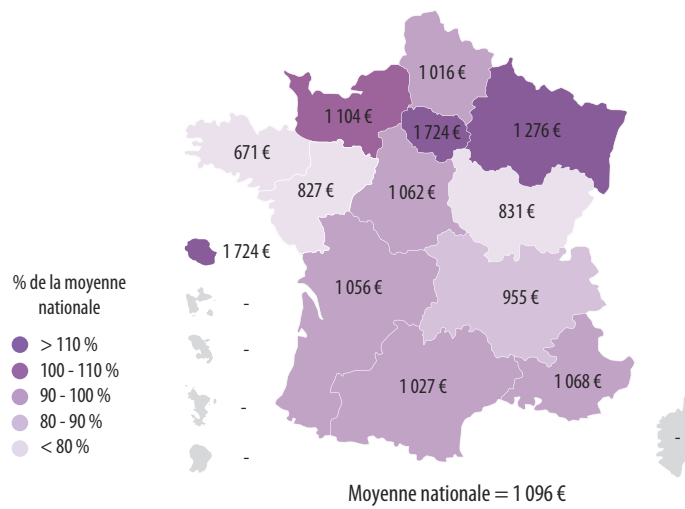 1 016 €
1 104 €
1 724 €
1 276 €
671 €
827 €
1 062 €
831 €
1 724 €
1 056 €
955 €
% de la moyenne
nationale
-
> 110 %
-
100 - 110 %
90 - 100 %
1 027 €
1 068 €
80 - 90 %
-
< 80 %
-
-
Moyenne nationale = 1 096 €